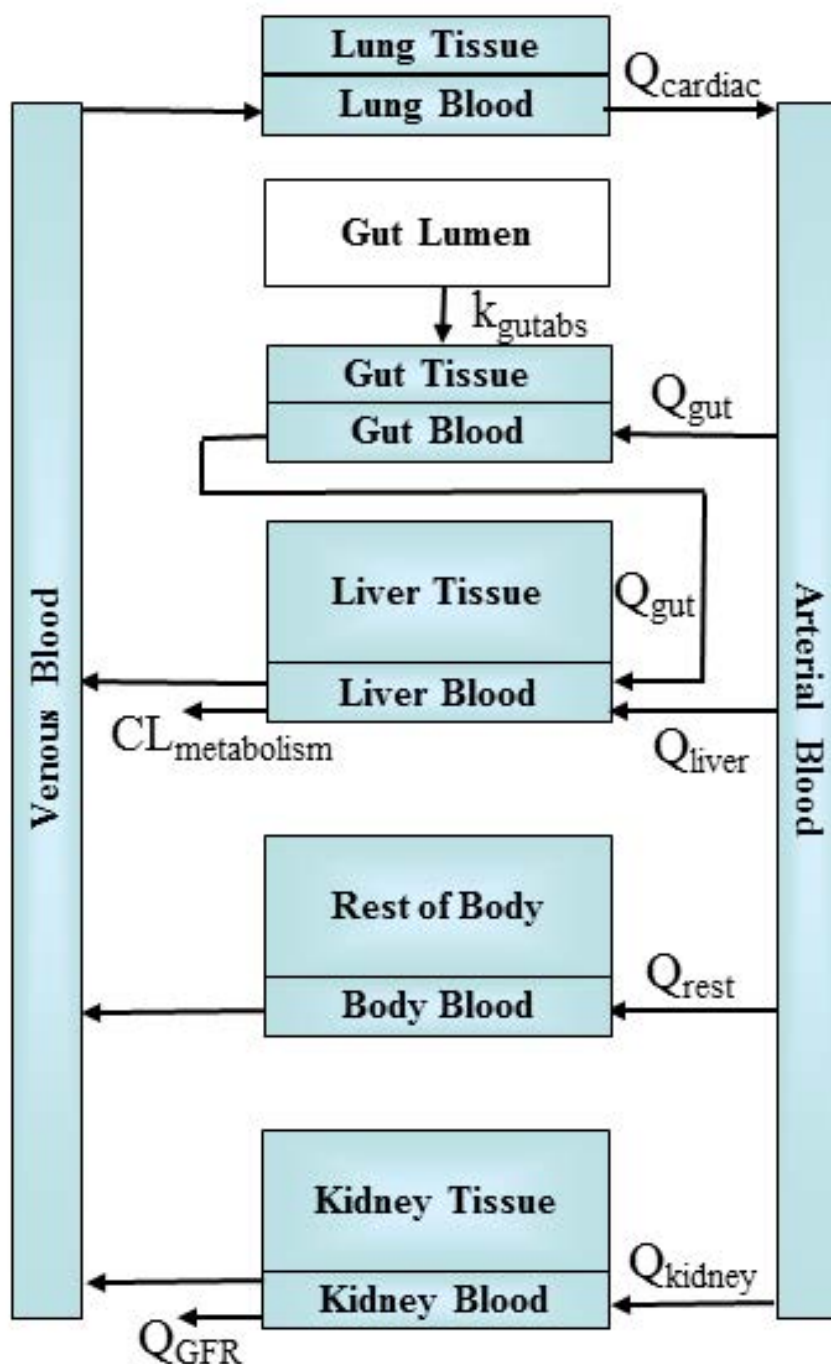 Lung Tissue
Q_cardiac
Lung Blood
Gut Lumen
k_gutabs
Gut Tissue
Q_gut
Gut Blood
Liver Tissue
Q_gut
Liver Blood
CL_metabolism
Q_liver
Venous Blood
Arterial Blood
Rest of Body
Q_rest
Body Blood
Kidney Tissue
Q_kidney
Kidney Blood
Q_GFR